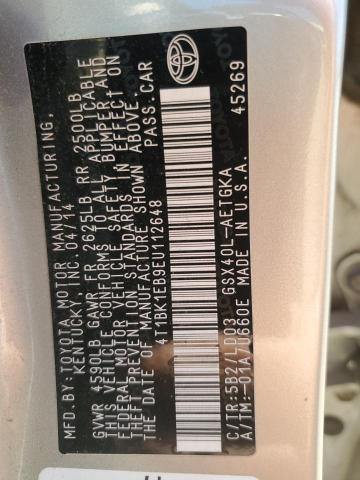 MFD. BY: TOYOTA MOTOR MANUFACTURING,
KENTUCKY, INC. 04/14
GVWR 4590LB GAWR FR 2625LB RR 2500LB
THIS VEHICLE CONFORMS TO ALL APPLICABLE
FEDERAL MOTOR VEHICLE SAFETY, BUMPER, AND
THEFT PREVENTION STANDARDS IN EFFECT ON
THE DATE OF MANUFACTURE SHOWN ABOVE.
4T1BK1EB9EU112648 PASS.CAR
C/TR:5B2/LD03 GSX40L-AETGKA
A/TM:-01A/U660E MADE IN U.S.A. 45269
TOYOTA